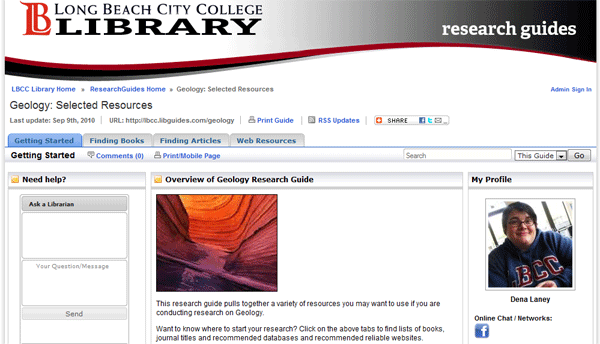 LB LONG BEACH CITY COLLEGE
LIBRARY
research guides
LBCC Library Home » ResearchGuides Home » Geology: Selected Resources
Admin Sign In
Geology: Selected Resources
Last update: Sep 9th, 2010 | URL: http://lbcc.libguides.com/geology | Print Guide | RSS Updates | SHARE
Getting Started Finding Books Finding Articles Web Resources
Getting Started Comments (0) Print/Mobile Page Search This Guide Go
Need help?
Ask a Librarian
Your Question/Message
Send
Overview of Geology Research Guide
This research guide pulls together a variety of resources you may want to use if you are
conducting research on Geology.
Want to know where to start your research? Click on the above tabs to find lists of books,
journal titles and recommended databases and recommended reliable websites.
My Profile
LBCC
Dena Laney
Online Chat / Networks:
f